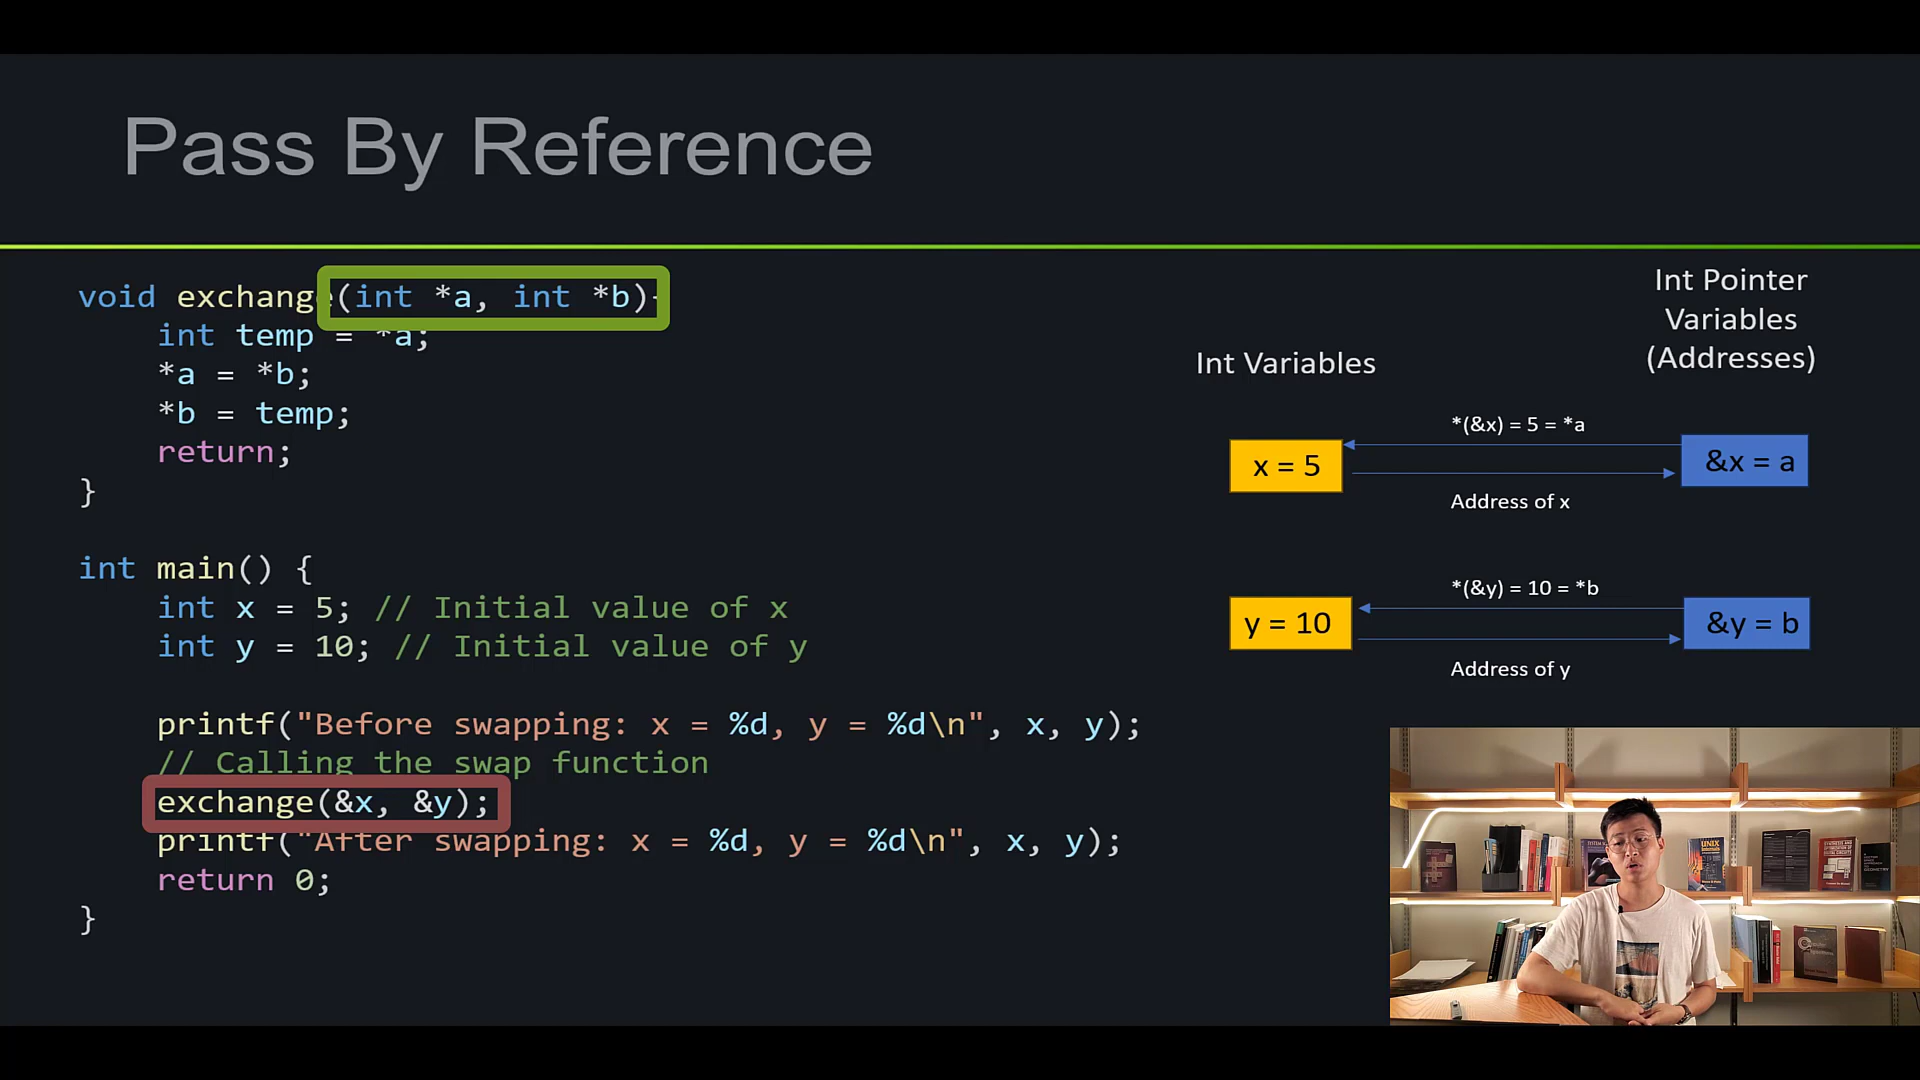 Pass By Reference
void exchange(int *a, int *b)
    int temp = *a;
    *a = *b;
    *b = temp;
    return;
}
int main() {
    int x = 5; // Initial value of x
    int y = 10; // Initial value of y
    printf("Before swapping: x = %d, y = %d\n", x, y);
    // Calling the swap function
    exchange(&x, &y);
    printf("After swapping: x = %d, y = %d\n", x, y);
    return 0;
}
Int Variables
Int Pointer
Variables
(Addresses)
*(&x) = 5 = *a
x = 5
&x = a
Address of x
*(&y) = 10 = *b
y = 10
&y = b
Address of y
UNIX